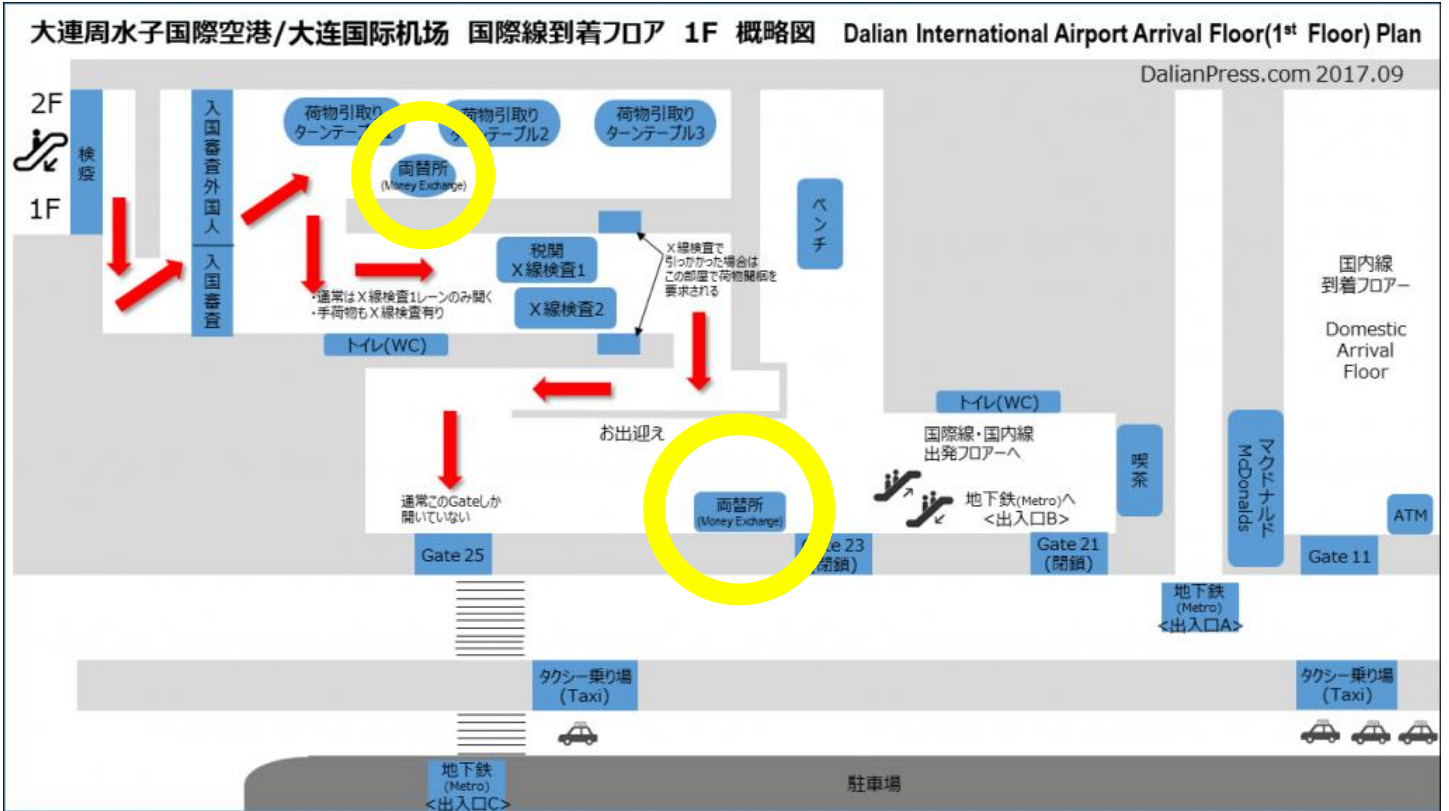 大連周水子国際空港/大连国际机场 国際線到着フロア 1F 概略図 Dalian International Airport Arrival Floor(1st Floor) Plan
DalianPress.com 2017.09
2F
1F
検疫
入国審査外国人
入国審査
荷物引取り
ターンテーブル1
荷物引取り
ターンテーブル2
荷物引取り
ターンテーブル3
両替所
(Money Exchange)
税関
X線検査1
X線検査2
X線検査で
引っかかった場合は
この部屋で荷物開梱を
要求される
・通常はX線検査1レーンのみ開く
・手荷物もX線検査有り
トイレ(WC)
ベンチ
国内線
到着フロアー
Domestic
Arrival
Floor
お出迎え
通常このGateしか
開いていない
両替所
(Money Exchange)
トイレ(WC)
国際線・国内線
出発フロアーへ
地下鉄(Metro)へ
<出入口B>
喫茶
マクドナルド
McDonalds
ATM
Gate 25
Gate 23
(閉鎖)
Gate 21
(閉鎖)
Gate 11
地下鉄
(Metro)
<出入口A>
タクシー乗り場
(Taxi)
タクシー乗り場
(Taxi)
地下鉄
(Metro)
<出入口C>
駐車場